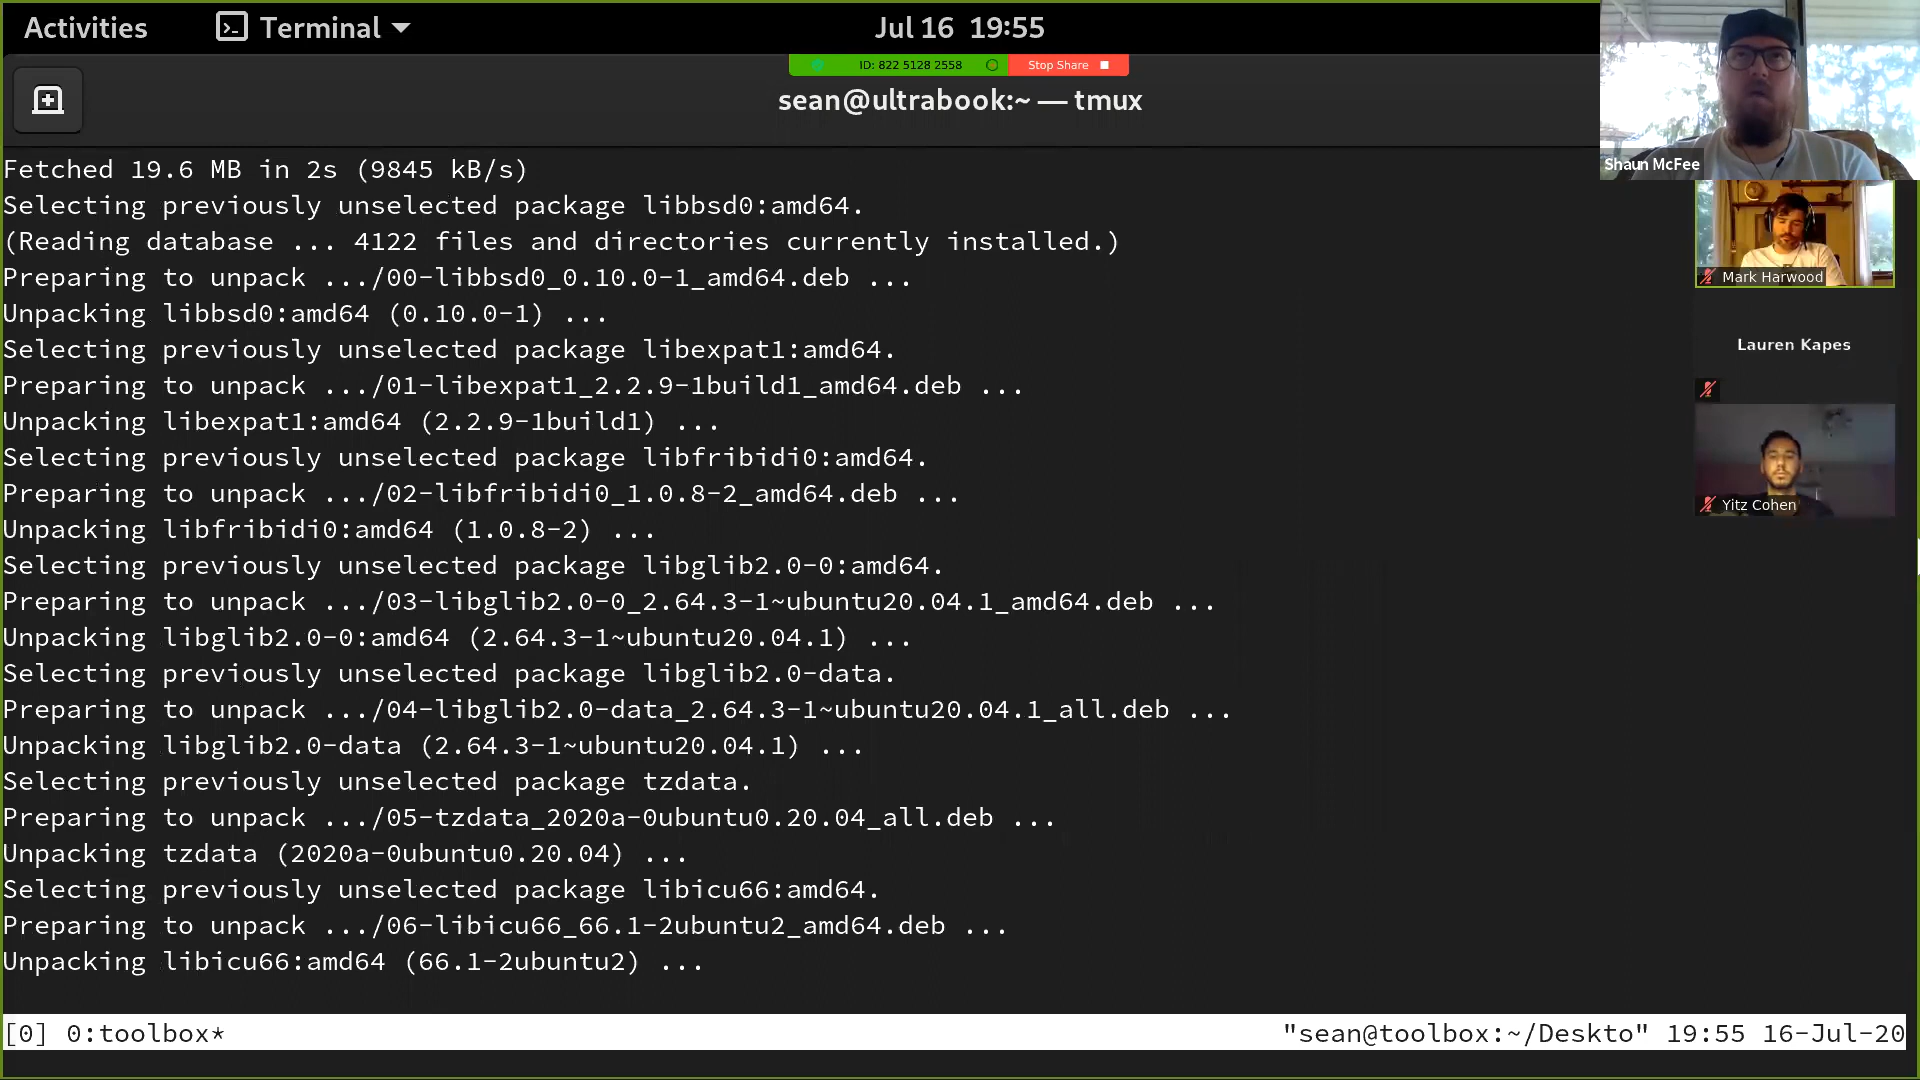 Activities
Terminal
Jul 16 19:55
ID: 822 5128 2558
Stop Share
sean@ultrabook:~ — tmux
Fetched 19.6 MB in 2s (9845 kB/s)
Selecting previously unselected package libbsd0:amd64.
(Reading database ... 4122 files and directories currently installed.)
Preparing to unpack .../00-libbsd0_0.10.0-1_amd64.deb ...
Unpacking libbsd0:amd64 (0.10.0-1) ...
Selecting previously unselected package libexpat1:amd64.
Preparing to unpack .../01-libexpat1_2.2.9-1build1_amd64.deb ...
Unpacking libexpat1:amd64 (2.2.9-1build1) ...
Selecting previously unselected package libfribidi0:amd64.
Preparing to unpack .../02-libfribidi0_1.0.8-2_amd64.deb ...
Unpacking libfribidi0:amd64 (1.0.8-2) ...
Selecting previously unselected package libglib2.0-0:amd64.
Preparing to unpack .../03-libglib2.0-0_2.64.3-1~ubuntu20.04.1_amd64.deb ...
Unpacking libglib2.0-0:amd64 (2.64.3-1~ubuntu20.04.1) ...
Selecting previously unselected package libglib2.0-data.
Preparing to unpack .../04-libglib2.0-data_2.64.3-1~ubuntu20.04.1_all.deb ...
Unpacking libglib2.0-data (2.64.3-1~ubuntu20.04.1) ...
Selecting previously unselected package tzdata.
Preparing to unpack .../05-tzdata_2020a-0ubuntu0.20.04_all.deb ...
Unpacking tzdata (2020a-0ubuntu0.20.04) ...
Selecting previously unselected package libicu66:amd64.
Preparing to unpack .../06-libicu66_66.1-2ubuntu2_amd64.deb ...
Unpacking libicu66:amd64 (66.1-2ubuntu2) ...
[0] 0:toolbox*
"sean@toolbox:~/Deskto" 19:55 16-Jul-20
Shaun McFee
Mark Harwood
Lauren Kapes
Yitz Cohen